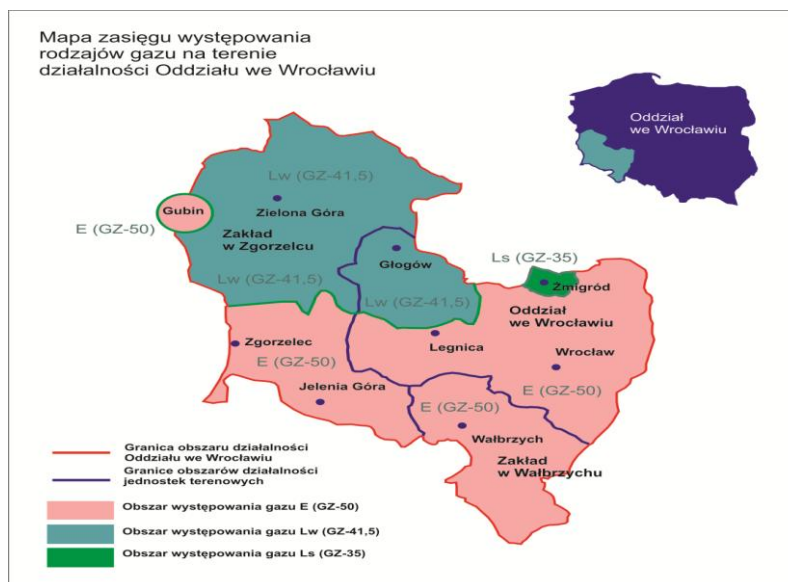 Mapa zasięgu występowania
rodzajów gazu na terenie
działalności Oddziału we Wrocławiu
Oddział
we Wrocławiu
Lw (GZ-41,5)
Gubin
Zielona Góra
E (GZ-50)
Zakład
w Zgorzelcu
Głogów
Ls (GZ-35)
Lw (GZ-41,5)
Żmigród
Lw (GZ-41,5)
Oddział
we Wrocławiu
Zgorzelec
Legnica
Wrocław
E (GZ-50)
Jelenia Góra
E (GZ-50)
E (GZ-50)
Wałbrzych
Granica obszaru działalności
Oddziału we Wrocławiu
Zakład
w Wałbrzychu
Granice obszarów działalności
jednostek terenowych
Obszar występowania gazu E (GZ-50)
Obszar występowania gazu Lw (GZ-41,5)
Obszar występowania gazu Ls (GZ-35)